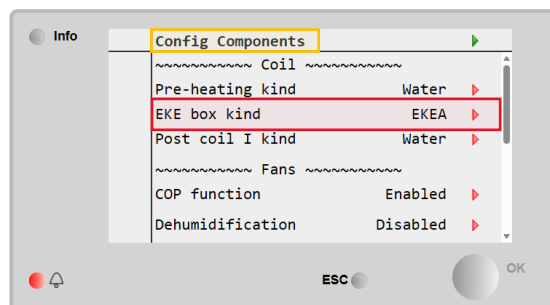 Info
Config Components
~~~~~~~~~~~ Coil ~~~~~~~~~~~
Pre-heating kind Water
EKE box kind EKEA
Post coil I kind Water
~~~~~~~~~~~ Fans ~~~~~~~~~~~
COP function Enabled
Dehumidification Disabled
ESC
OK